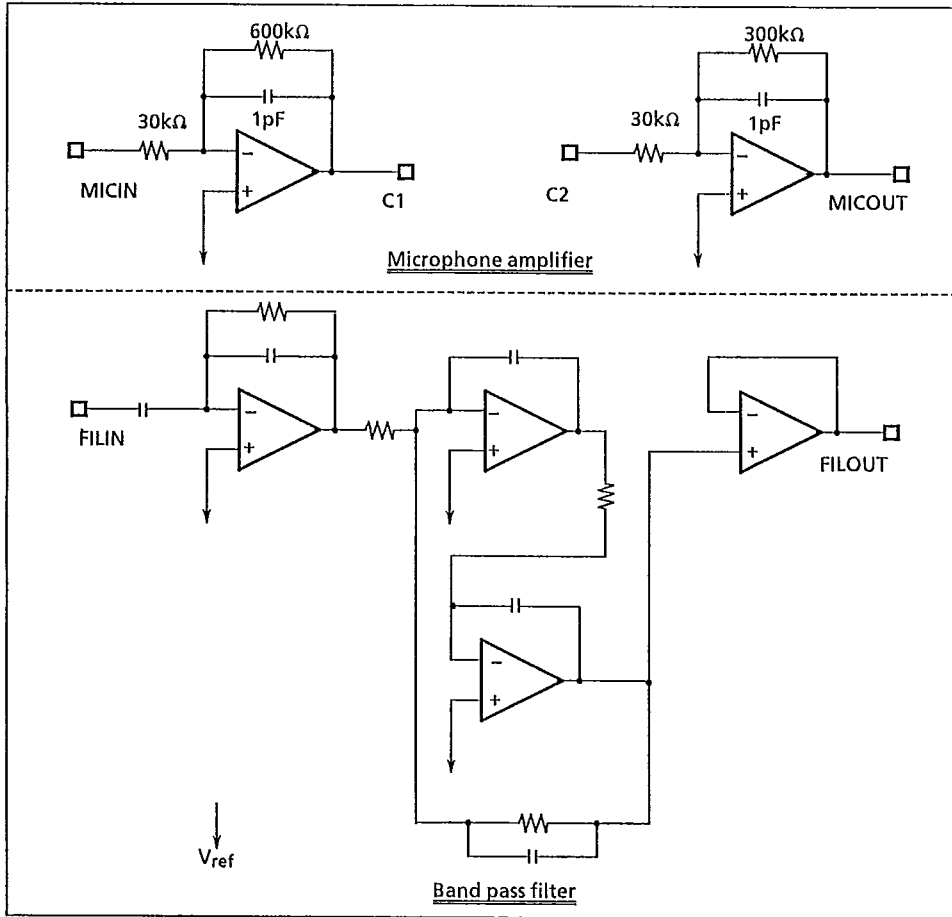 600kΩ
300kΩ
1pF
1pF
30kΩ
30kΩ
−
+
−
+
MICIN
C1
C2
MICOUT
Microphone amplifier
−
+
−
+
−
+
FILIN
FILOUT
−
+
Vref
Band pass filter